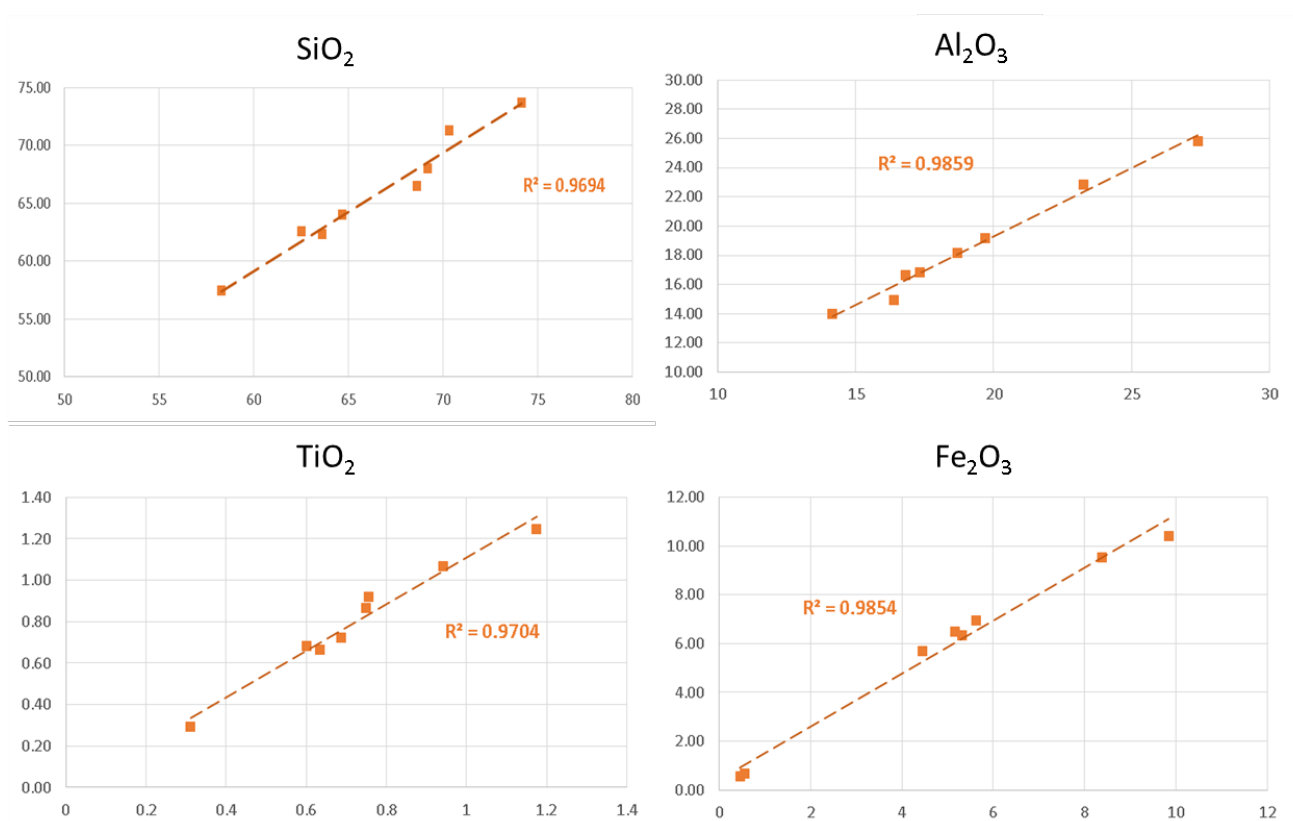 SiO₂
75.00
70.00
65.00
60.00
55.00
50.00
R² = 0.9694
50 55 60 65 70 75 80
Al₂O₃
30.00
28.00
26.00
24.00
22.00
20.00
18.00
16.00
14.00
12.00
10.00
R² = 0.9859
10 15 20 25 30
TiO₂
1.40
1.20
1.00
0.80
0.60
0.40
0.20
0.00
R² = 0.9704
0 0.2 0.4 0.6 0.8 1 1.2 1.4
Fe₂O₃
12.00
10.00
8.00
6.00
4.00
2.00
0.00
R² = 0.9854
0 2 4 6 8 10 12